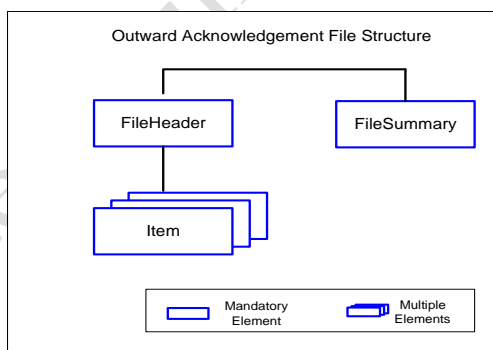 Outward Acknowledgement File Structure
FileHeader
FileSummary
Item
Mandatory
Element
Multiple
Elements